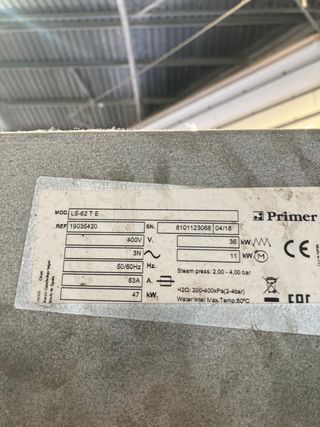 MOD. LS-62 T E
Primer
REF. 19035420 SN. 8101123068 04/18
400V V. 36 kW
3N 11 kW M
50/60Hz Hz. Steam press: 2,00 - 4,00 bar
63A A.
47 kW. H2O: 200-400kPa(2-4bar)
Water Inlet Max.Temp:60ºC
CE
EAC